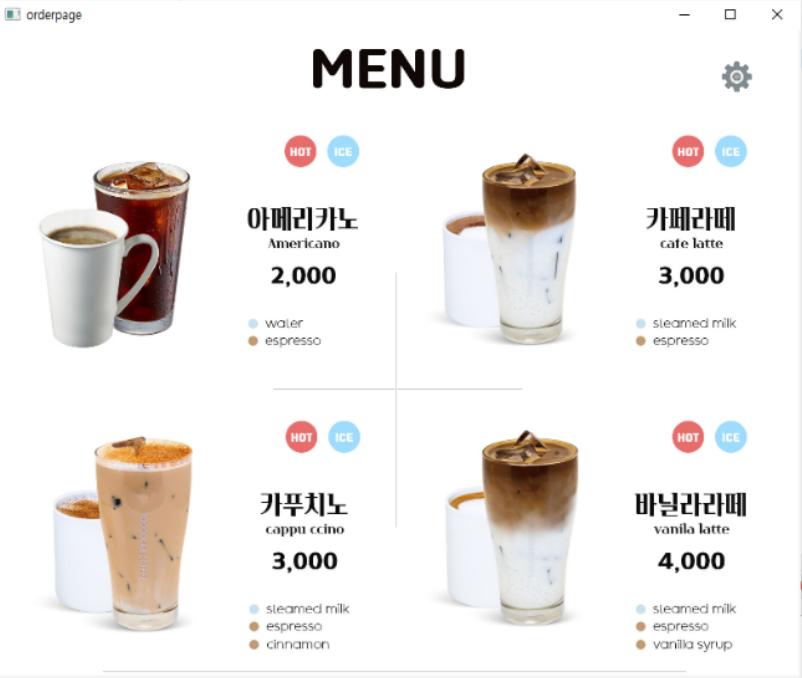 orderpage
MENU
HOT ICE
아메리카노
Americano
2,000
water
espresso
HOT ICE
카페라떼
cafe latte
3,000
steamed milk
espresso
HOT ICE
카푸치노
cappu ccino
3,000
steamed milk
espresso
cinnamon
HOT ICE
바닐라라떼
vanila latte
4,000
steamed milk
espresso
vanilla syrup